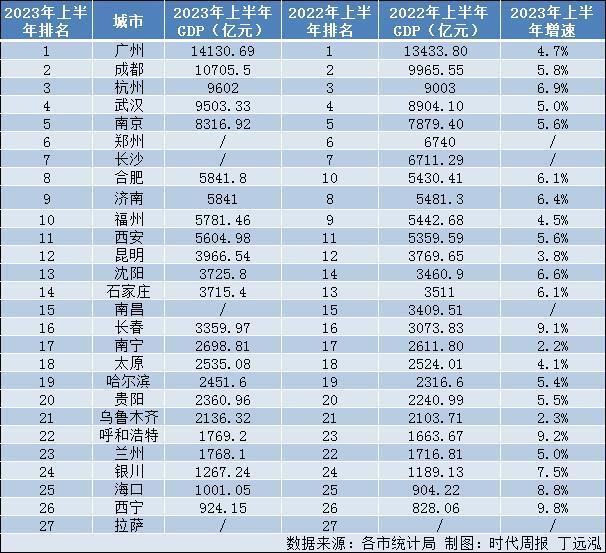 2023年上半年排名 城市 2023年上半年GDP（亿元） 2022年上半年排名 2022年上半年GDP（亿元） 2023年上半年增速
1 广州 14130.69 1 13433.80 4.7%
2 成都 10705.5 2 9965.55 5.8%
3 杭州 9602 3 9003 6.9%
4 武汉 9503.33 4 8904.10 5.0%
5 南京 8316.92 5 7879.40 5.6%
6 郑州 / 6 6740 /
7 长沙 / 7 6711.29 /
8 合肥 5841.8 10 5430.41 6.1%
9 济南 5841 8 5481.3 6.4%
10 福州 5781.46 9 5442.68 4.5%
11 西安 5604.98 11 5359.59 5.6%
12 昆明 3966.54 12 3769.65 3.8%
13 沈阳 3725.8 14 3460.9 6.6%
14 石家庄 3715.4 13 3511 6.1%
15 南昌 / 15 3409.51 /
16 长春 3359.97 16 3073.83 9.1%
17 南宁 2698.81 17 2611.80 2.2%
18 太原 2535.08 18 2524.01 4.1%
19 哈尔滨 2451.6 19 2316.6 5.4%
20 贵阳 2360.96 20 2240.99 5.5%
21 乌鲁木齐 2136.32 21 2103.71 2.3%
22 呼和浩特 1769.2 23 1663.67 9.2%
23 兰州 1768.1 22 1716.81 5.0%
24 银川 1267.24 24 1189.13 7.5%
25 海口 1001.05 25 904.22 8.8%
26 西宁 924.15 26 828.06 9.8%
27 拉萨 / 27 / /
数据来源：各市统计局 制图：时代周报 丁远泓